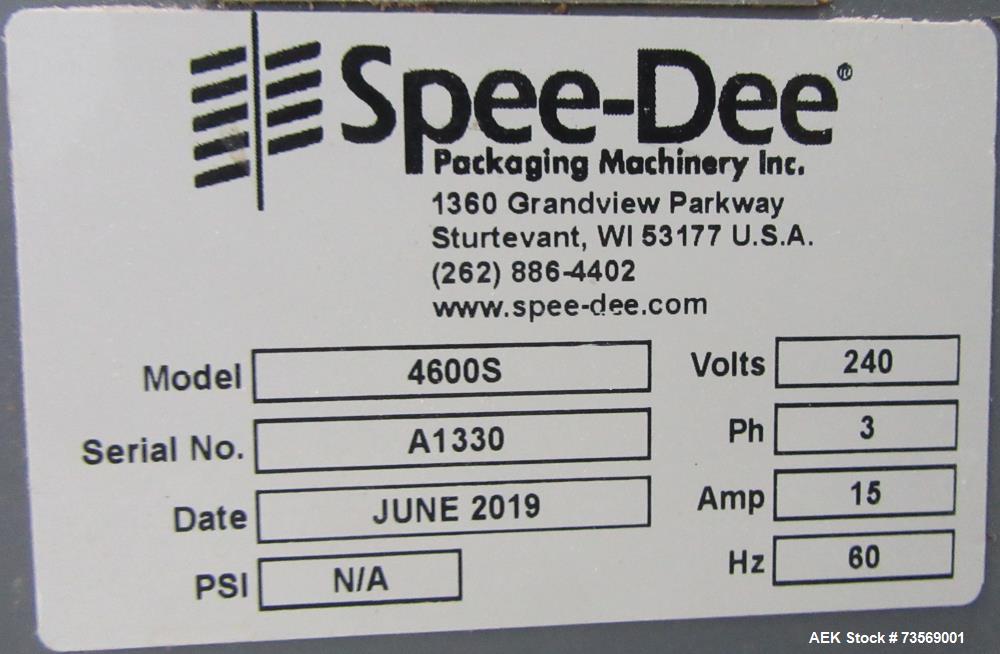 Spee-Dee®
Packaging Machinery Inc.
1360 Grandview Parkway
Sturtevant, WI 53177 U.S.A.
(262) 886-4402
www.spee-dee.com
Model 4600S
Serial No. A1330
Date JUNE 2019
PSI N/A
Volts 240
Ph 3
Amp 15
Hz 60
AEK Stock # 73569001